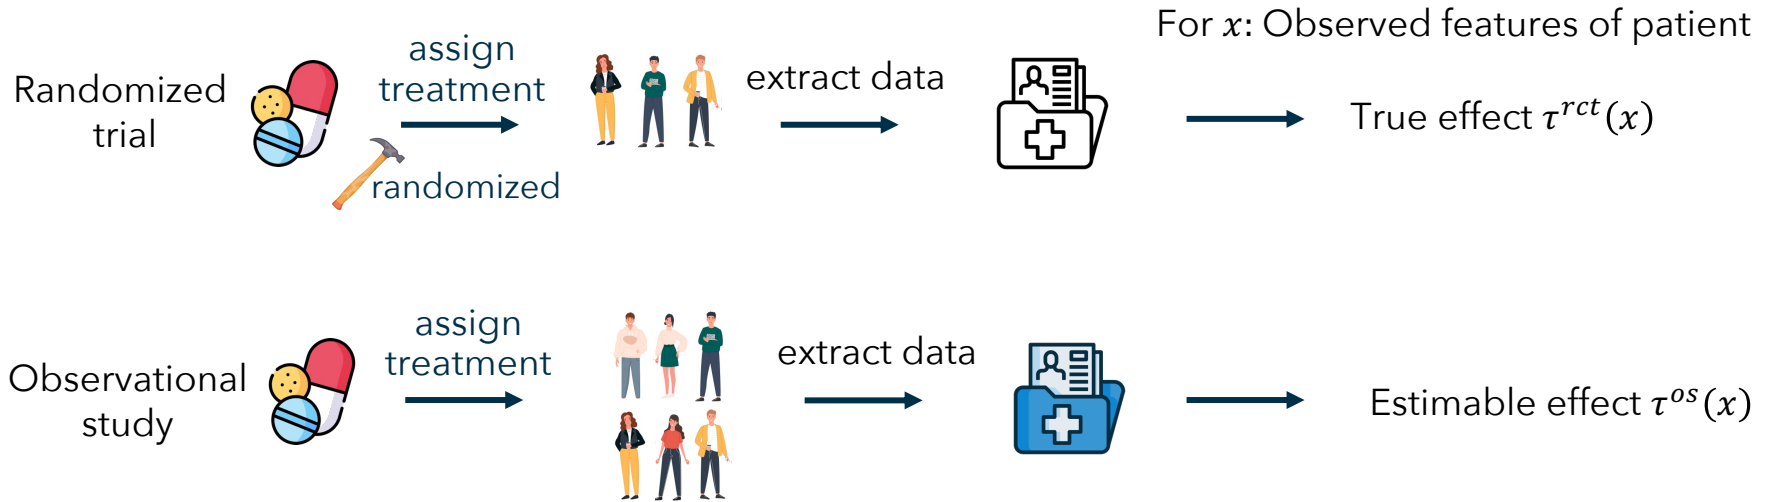 For x: Observed features of patient
Randomized
trial
assign
treatment
randomized
extract data
True effect τ^{rct}(x)
Observational
study
assign
treatment
extract data
Estimable effect τ^{os}(x)